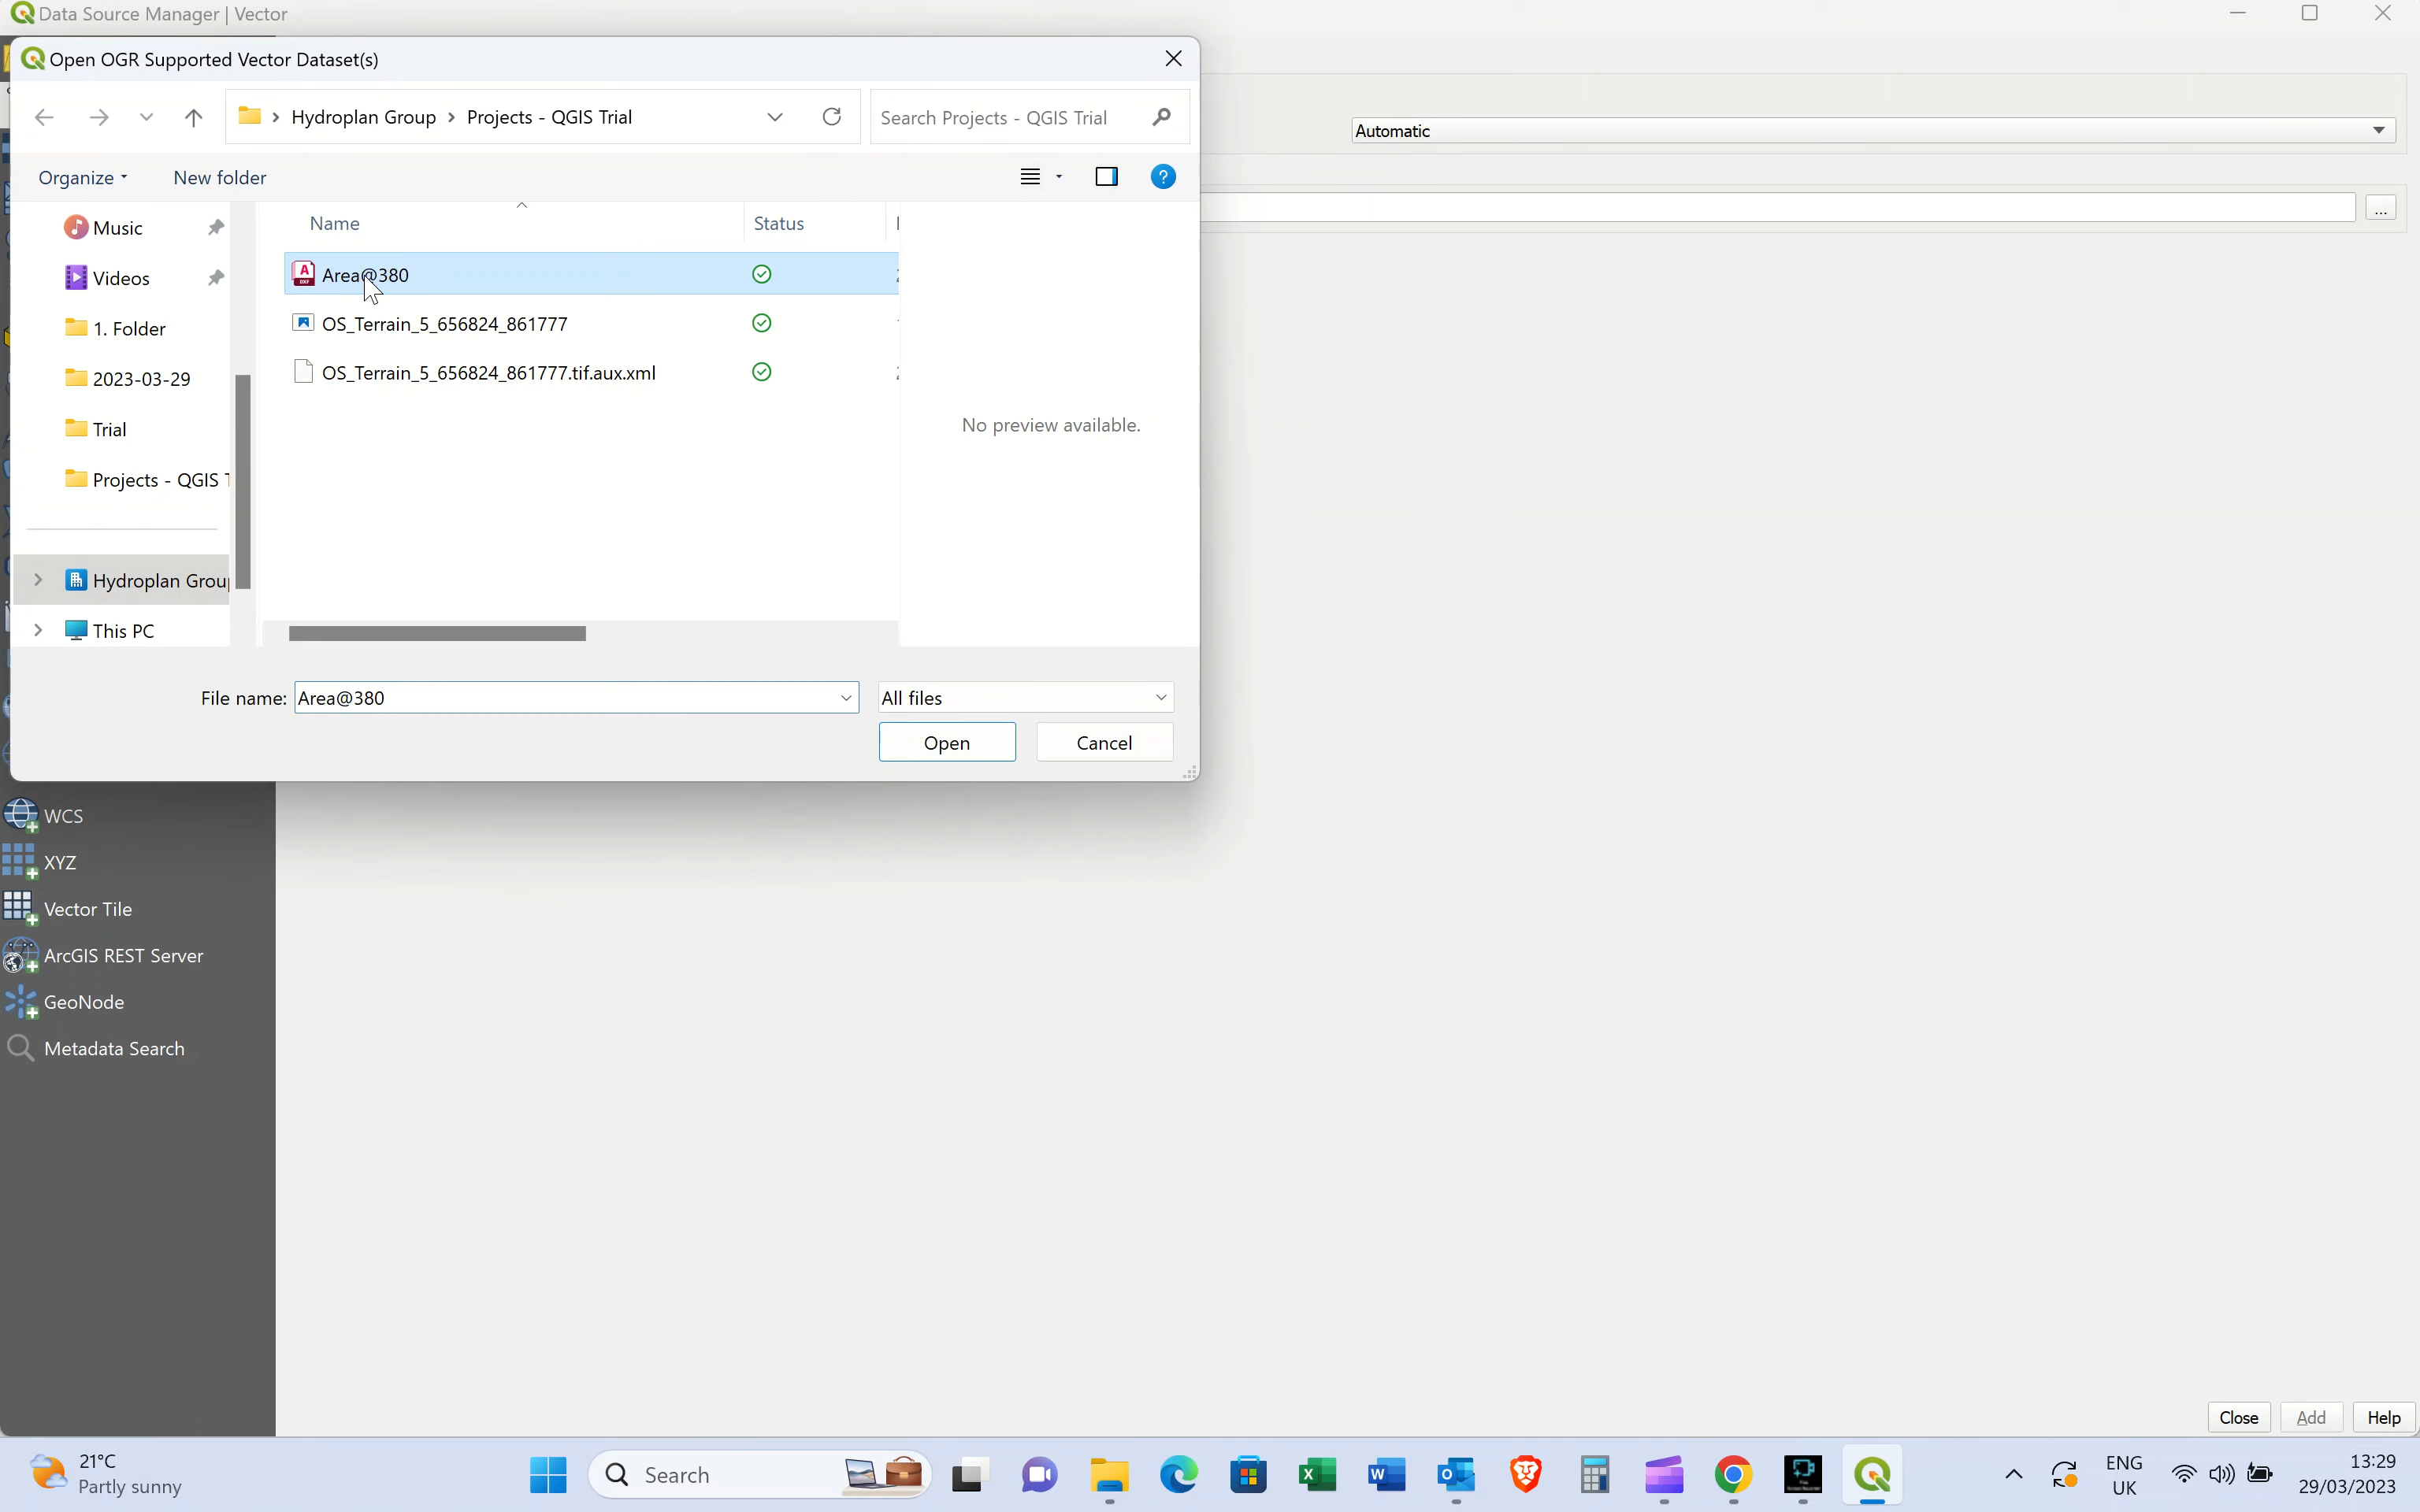 Data Source Manager | Vector
Open OGR Supported Vector Dataset(s)
Hydroplan Group > Projects - QGIS Trial
Search Projects - QGIS Trial
Automatic
Organize
New folder
?
...
Name
Status
Music
Videos
1. Folder
2023-03-29
Trial
Projects - QGIS T
Hydroplan Group
This PC
Area@380
OS_Terrain_5_656824_861777
OS_Terrain_5_656824_861777.tif.aux.xml
No preview available.
File name: Area@380
All files
Open
Cancel
WCS
XYZ
Vector Tile
ArcGIS REST Server
GeoNode
Metadata Search
Close
Add
Help
21°C
Partly sunny
Search
ENG
UK
13:29
29/03/2023